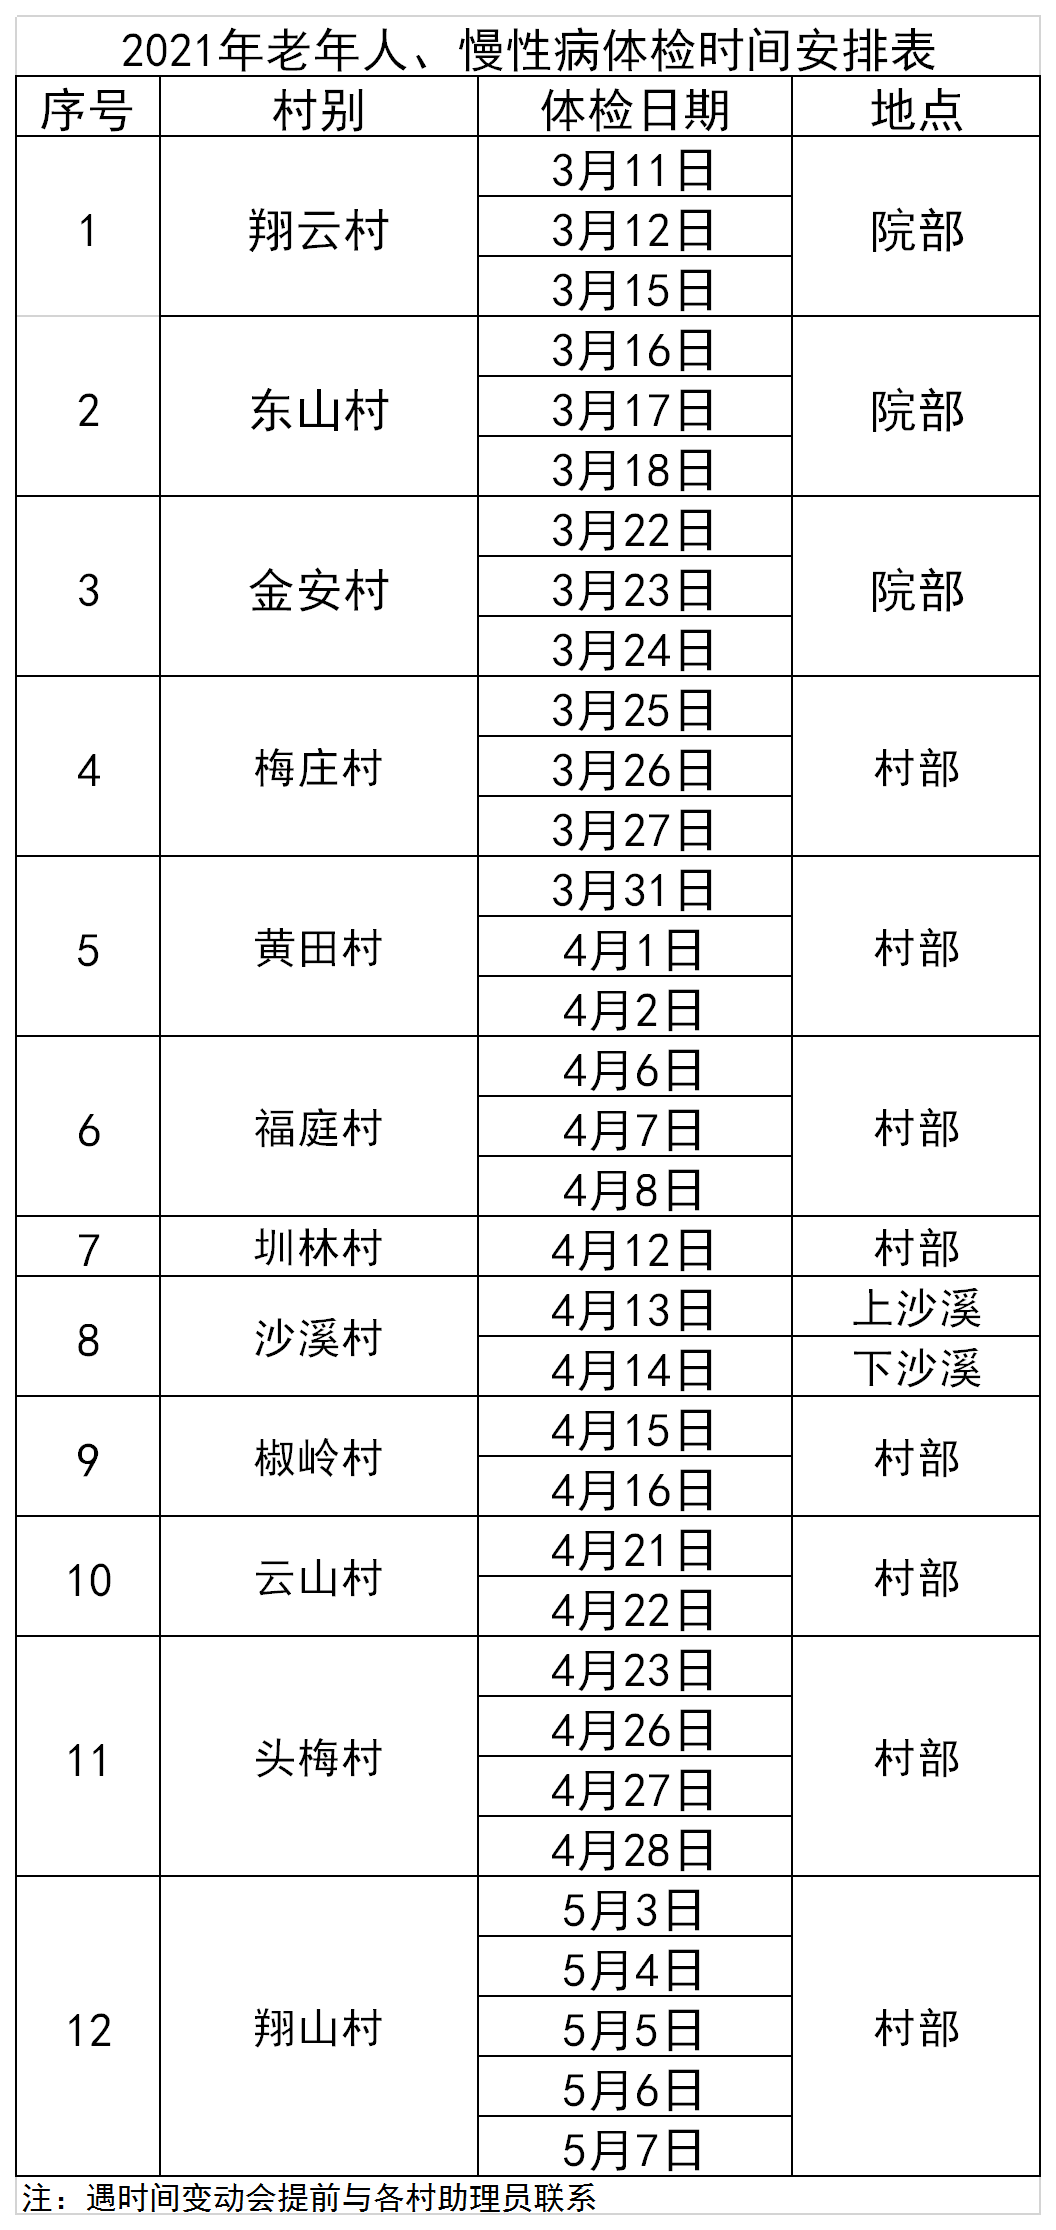 2021年老年人、慢性病体检时间安排表
序号 村别 体检日期 地点
1 翔云村 3月11日 院部
3月12日
3月15日
2 东山村 3月16日 院部
3月17日
3月18日
3 金安村 3月22日 院部
3月23日
3月24日
4 梅庄村 3月25日 村部
3月26日
3月27日
5 黄田村 3月31日 村部
4月1日
4月2日
6 福庭村 4月6日 村部
4月7日
4月8日
7 圳林村 4月12日 村部
8 沙溪村 4月13日 上沙溪
4月14日 下沙溪
9 椒岭村 4月15日 村部
4月16日
10 云山村 4月21日 村部
4月22日
11 头梅村 4月23日 村部
4月26日
4月27日
4月28日
12 翔山村 5月3日 村部
5月4日
5月5日
5月6日
5月7日
注：遇时间变动会提前与各村助理员联系